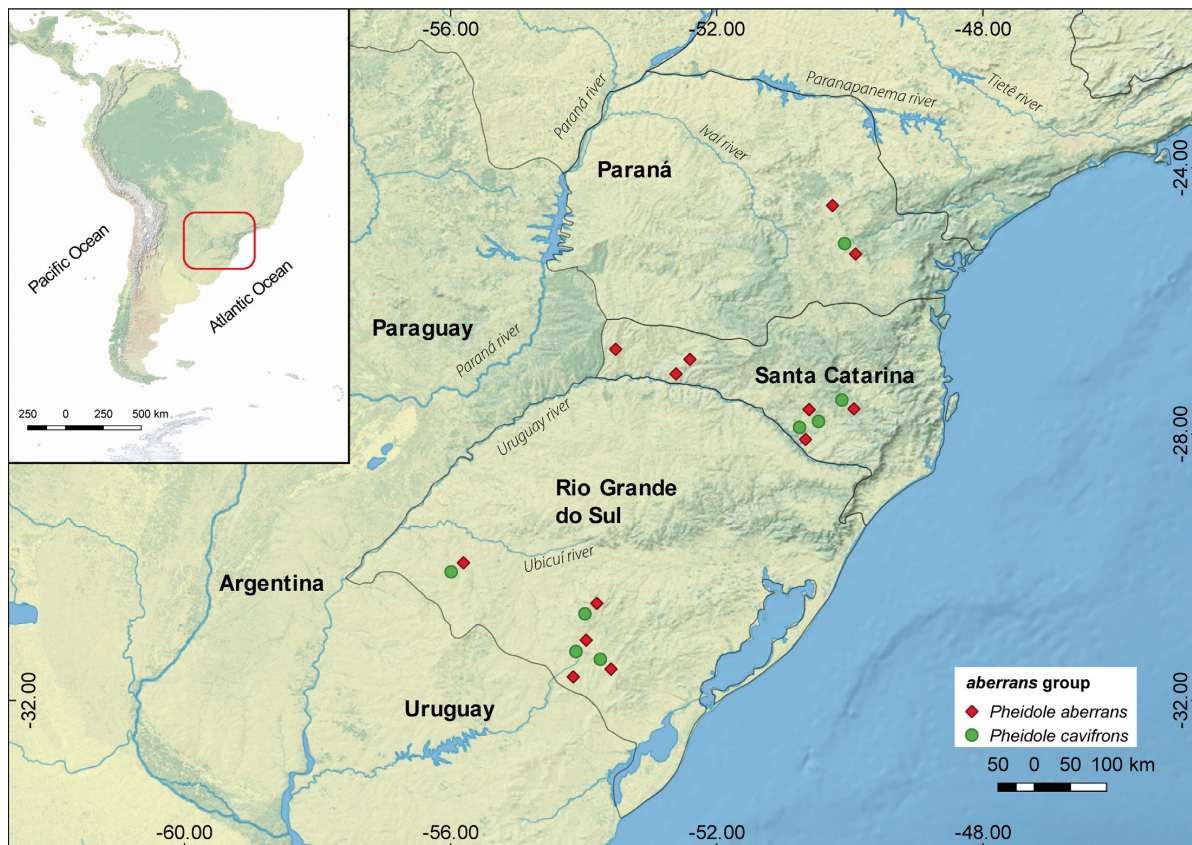 -56.00
-52.00
-48.00
Pacific Ocean
Atlantic Ocean
250 0 250 500 km
Paraná river
Paranapanema river
Tietê river
Ivaí river
-24.00
Paraná
Paraguay
Paraná river
Santa Catarina
Uruguay river
-28.00
Rio Grande
do Sul
Ubicuí river
Argentina
-32.00
Uruguay
-32.00
aberrans group
Pheidole aberrans
Pheidole cavifrons
50 0 50 100 km
-60.00
-56.00
-52.00
-48.00